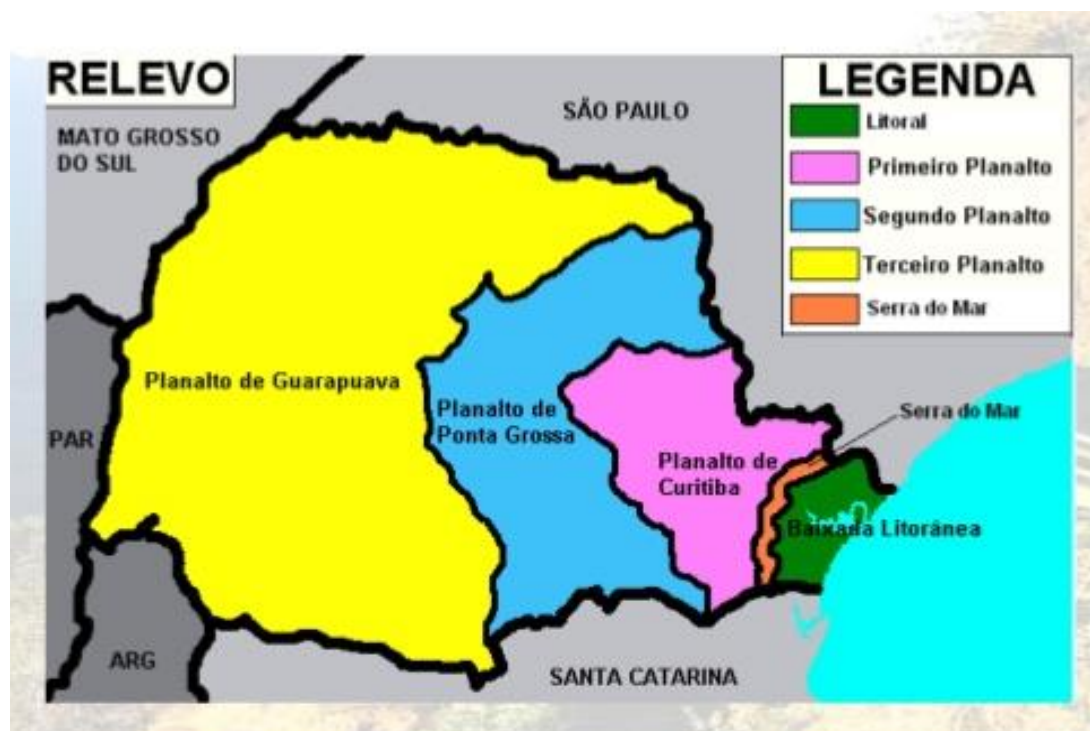 RELEVO
MATO GROSSO
DO SUL
SÃO PAULO
LEGENDA
Litoral
Primeiro Planalto
Segundo Planalto
Terceiro Planalto
Serra do Mar
Planalto de Guarapuava
Planalto de
Ponta Grossa
Serra do Mar
PAR
Planalto de
Curitiba
Baixada Litorânea
ARG
SANTA CATARINA